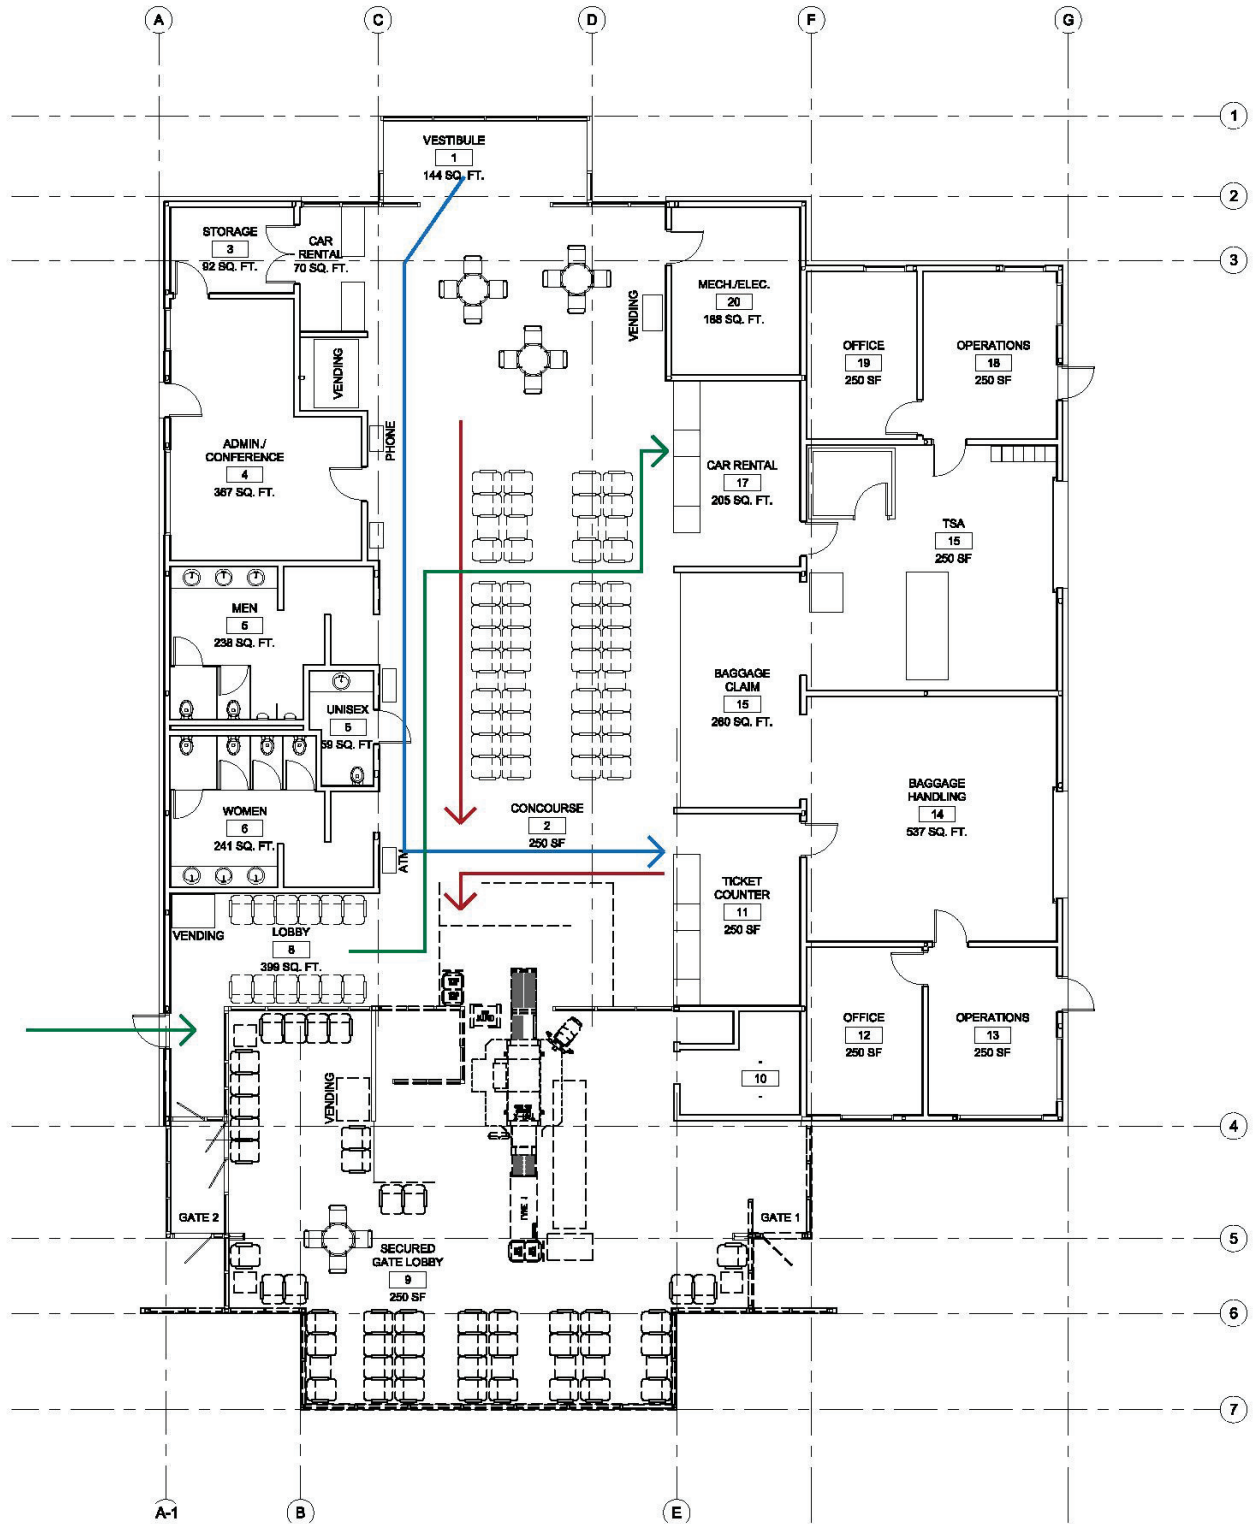 A
C
D
F
G
1
VESTIBULE
1
144 SQ. FT.
2
STORAGE
3
92 SQ. FT.
CAR
RENTAL
70 SQ. FT.
3
MECH./ELEC.
20
168 SQ. FT.
VENDING
VENDING
OFFICE
19
250 SF
OPERATIONS
18
250 SF
PHONE
ADMIN./
CONFERENCE
4
367 SQ. FT.
CAR RENTAL
17
205 SQ. FT.
TSA
15
250 SF
MEN
5
238 SQ. FT.
UNISEX
5
59 SQ. FT
BAGGAGE
CLAIM
15
260 SQ. FT.
BAGGAGE
HANDLING
14
537 SQ. FT.
WOMEN
6
241 SQ. FT.
CONCOURSE
2
250 SF
ATM
TICKET
COUNTER
11
250 SF
VENDING
LOBBY
8
399 SQ. FT.
OFFICE
12
250 SF
OPERATIONS
13
250 SF
10
VENDING
4
GATE 2
GATE 1
5
SECURED
GATE LOBBY
9
250 SF
6
7
A-1
B
E